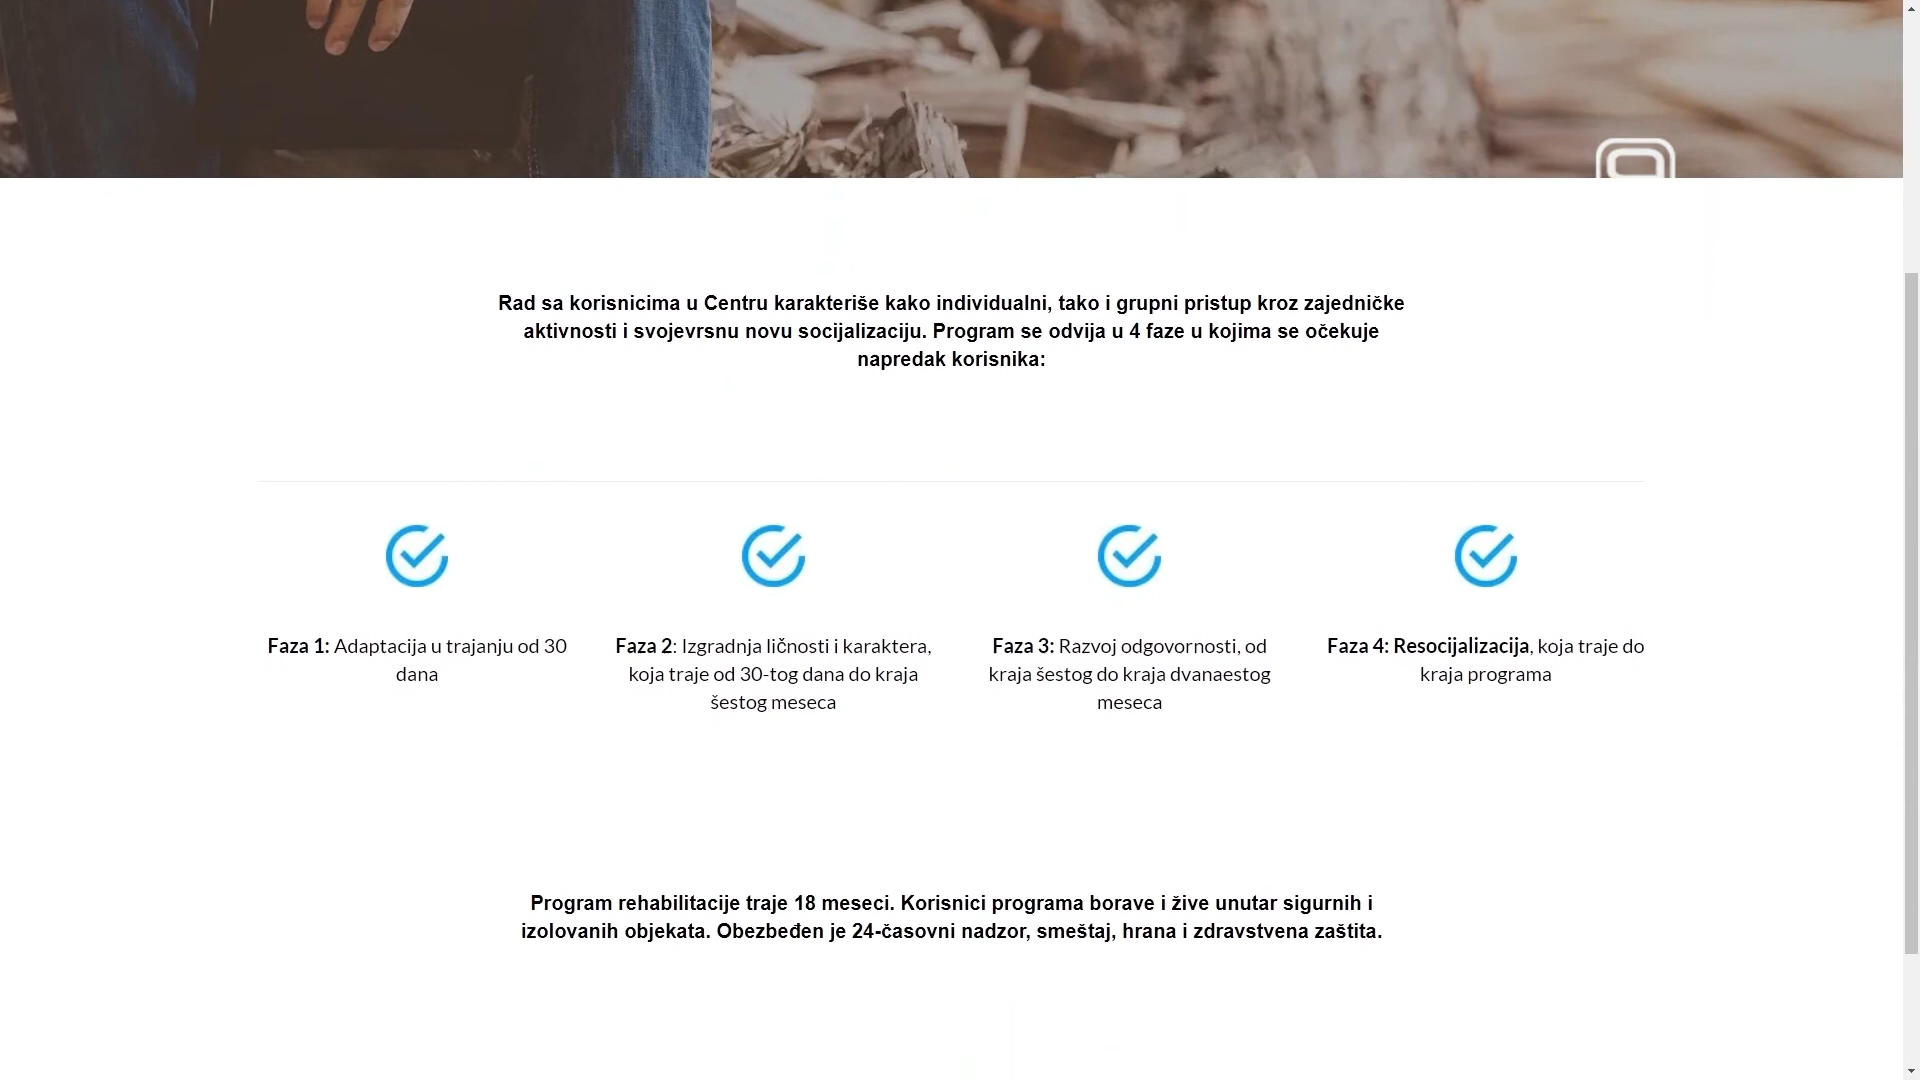 Rad sa korisnicima u Centru karakteriše kako individualni, tako i grupni pristup kroz zajedničke
aktivnosti i svojevrsnu novu socijalizaciju. Program se odvija u 4 faze u kojima se očekuje
napredak korisnika:
Faza 1: Adaptacija u trajanju od 30
dana
Faza 2: Izgradnja ličnosti i karaktera,
koja traje od 30-tog dana do kraja
šestog meseca
Faza 3: Razvoj odgovornosti, od
kraja šestog do kraja dvanaestog
meseca
Faza 4: Resocijalizacija, koja traje do
kraja programa
Program rehabilitacije traje 18 meseci. Korisnici programa borave i žive unutar sigurnih i
izolovanih objekata. Obezbeđen je 24-časovni nadzor, smeštaj, hrana i zdravstvena zaštita.